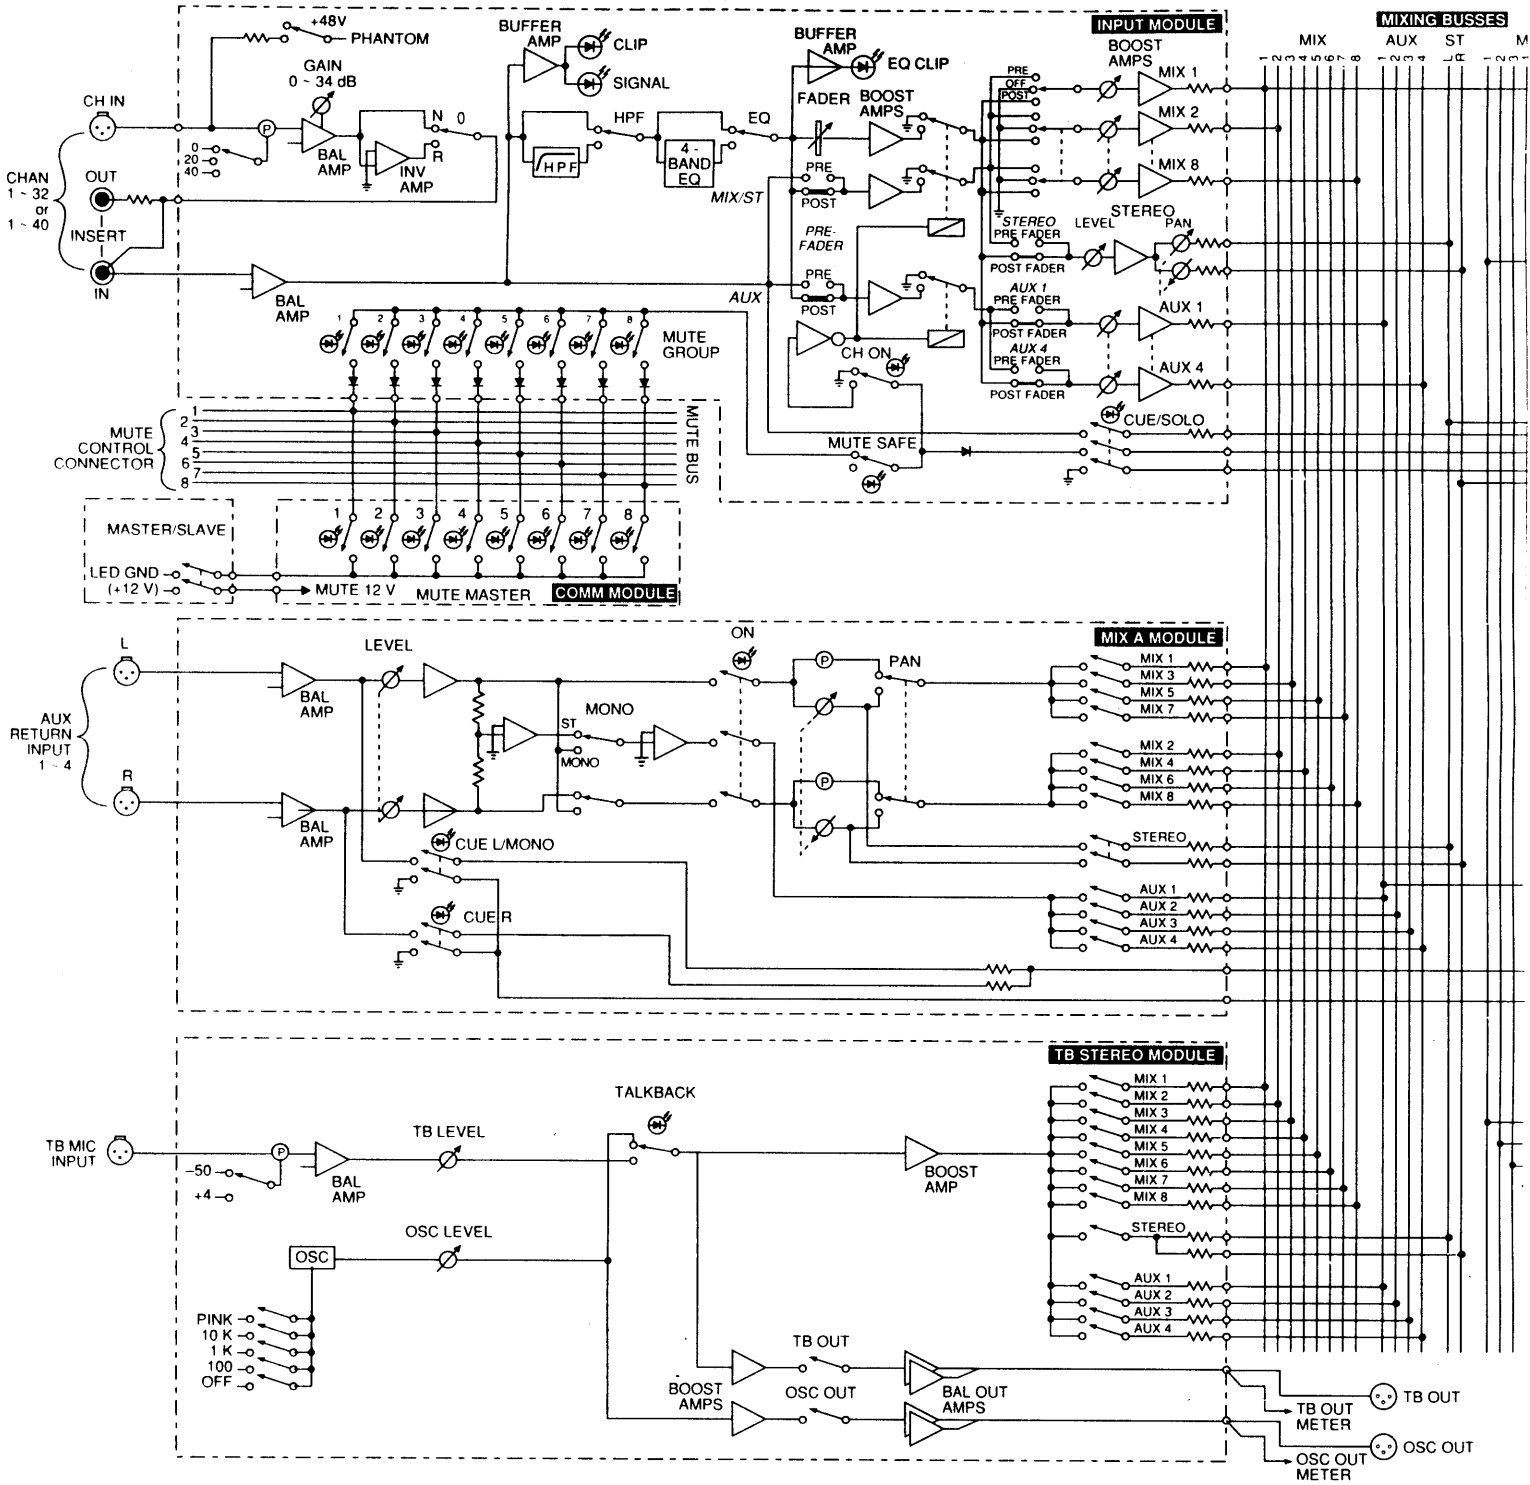 INPUT MODULE
MIXING BUSSES
MIX
AUX
ST
M
1 2 3 4 5 6 7 8
1 2 3 4
L R
1 2 3
+48V
PHANTOM
GAIN
0 ~ 34 dB
CH IN
P
0
20
40
BAL
AMP
INV
AMP
N
0
R
CHAN
1 ~ 32
or
1 ~ 40
OUT
INSERT
IN
BAL
AMP
BUFFER
AMP
CLIP
SIGNAL
HPF
HPF
4 -
BAND
EQ
EQ
BUFFER
AMP
EQ CLIP
FADER
BOOST
AMPS
PRE
POST
MIX/ST
PRE-
FADER
PRE
POST
AUX
CH ON
MUTE SAFE
PRE
OFF
POST
BOOST
AMPS
MIX 1
MIX 2
MIX 8
STEREO
PRE FADER
POST FADER
LEVEL
STEREO
PAN
AUX 1
PRE FADER
POST FADER
AUX 1
AUX 4
PRE FADER
POST FADER
AUX 4
CUE/SOLO
1 2 3 4 5 6 7 8
MUTE
GROUP
MUTE
CONTROL
CONNECTOR
1
2
3
4
5
6
7
8
MUTE BUS
MASTER/SLAVE
LED GND
(+12 V)
1 2 3 4 5 6 7 8
MUTE 12 V
MUTE MASTER
COMM MODULE
MIX A MODULE
L
AUX
RETURN
INPUT
1 ~ 4
R
BAL
AMP
BAL
AMP
LEVEL
MONO
ST
MONO
ON
P
PAN
P
CUE L/MONO
CUE R
MIX 1
MIX 3
MIX 5
MIX 7
MIX 2
MIX 4
MIX 6
MIX 8
STEREO
AUX 1
AUX 2
AUX 3
AUX 4
TB STEREO MODULE
TB MIC
INPUT
P
-50
+4
BAL
AMP
TB LEVEL
TALKBACK
BOOST
AMP
OSC
OSC LEVEL
PINK
10 K
1 K
100
OFF
MIX 1
MIX 2
MIX 3
MIX 4
MIX 5
MIX 6
MIX 7
MIX 8
STEREO
AUX 1
AUX 2
AUX 3
AUX 4
BOOST
AMPS
TB OUT
OSC OUT
BAL OUT
AMPS
TB OUT
TB OUT
METER
OSC OUT
OSC OUT
METER